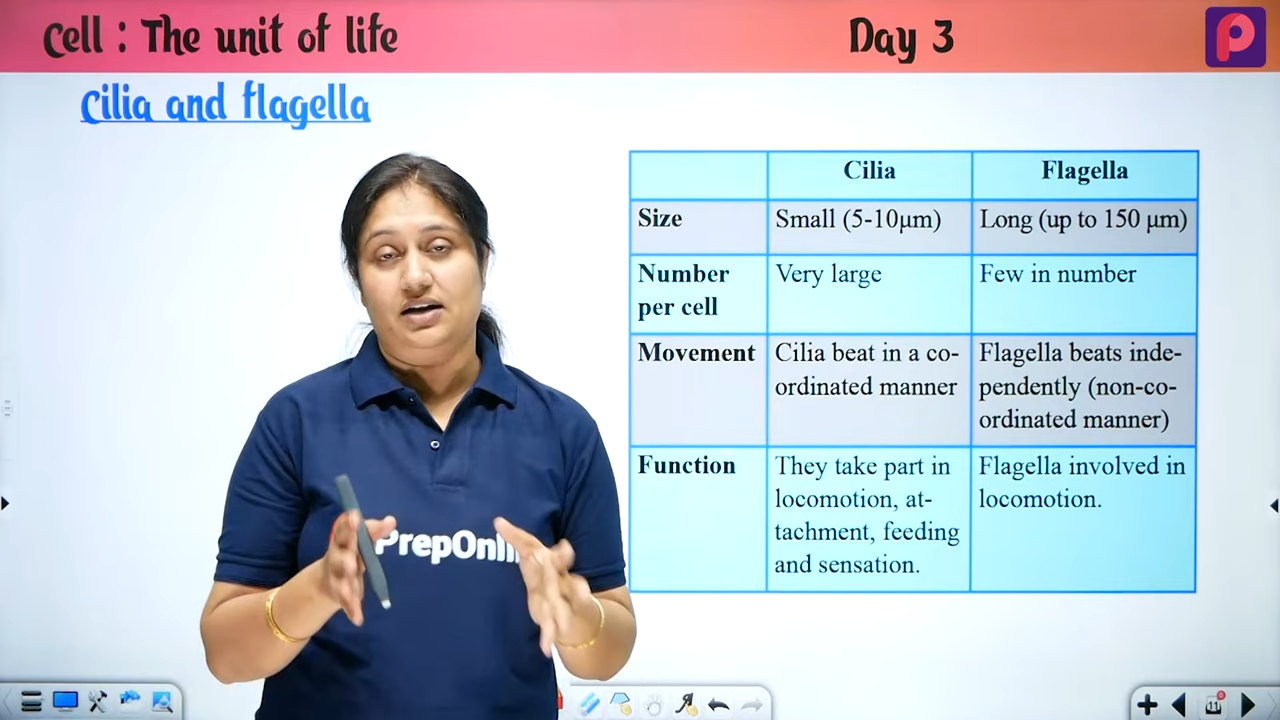 Cell : The unit of life
Day 3
Cilia and flagella
Cilia
Flagella
Size
Small (5-10μm)
Long (up to 150 μm)
Number
per cell
Very large
Few in number
Movement
Cilia beat in a co-
ordinated manner
Flagella beats inde-
pendently (non-co-
ordinated manner)
Function
They take part in
locomotion, at-
tachment, feeding
and sensation.
Flagella involved in
locomotion.
PrepOnli
11